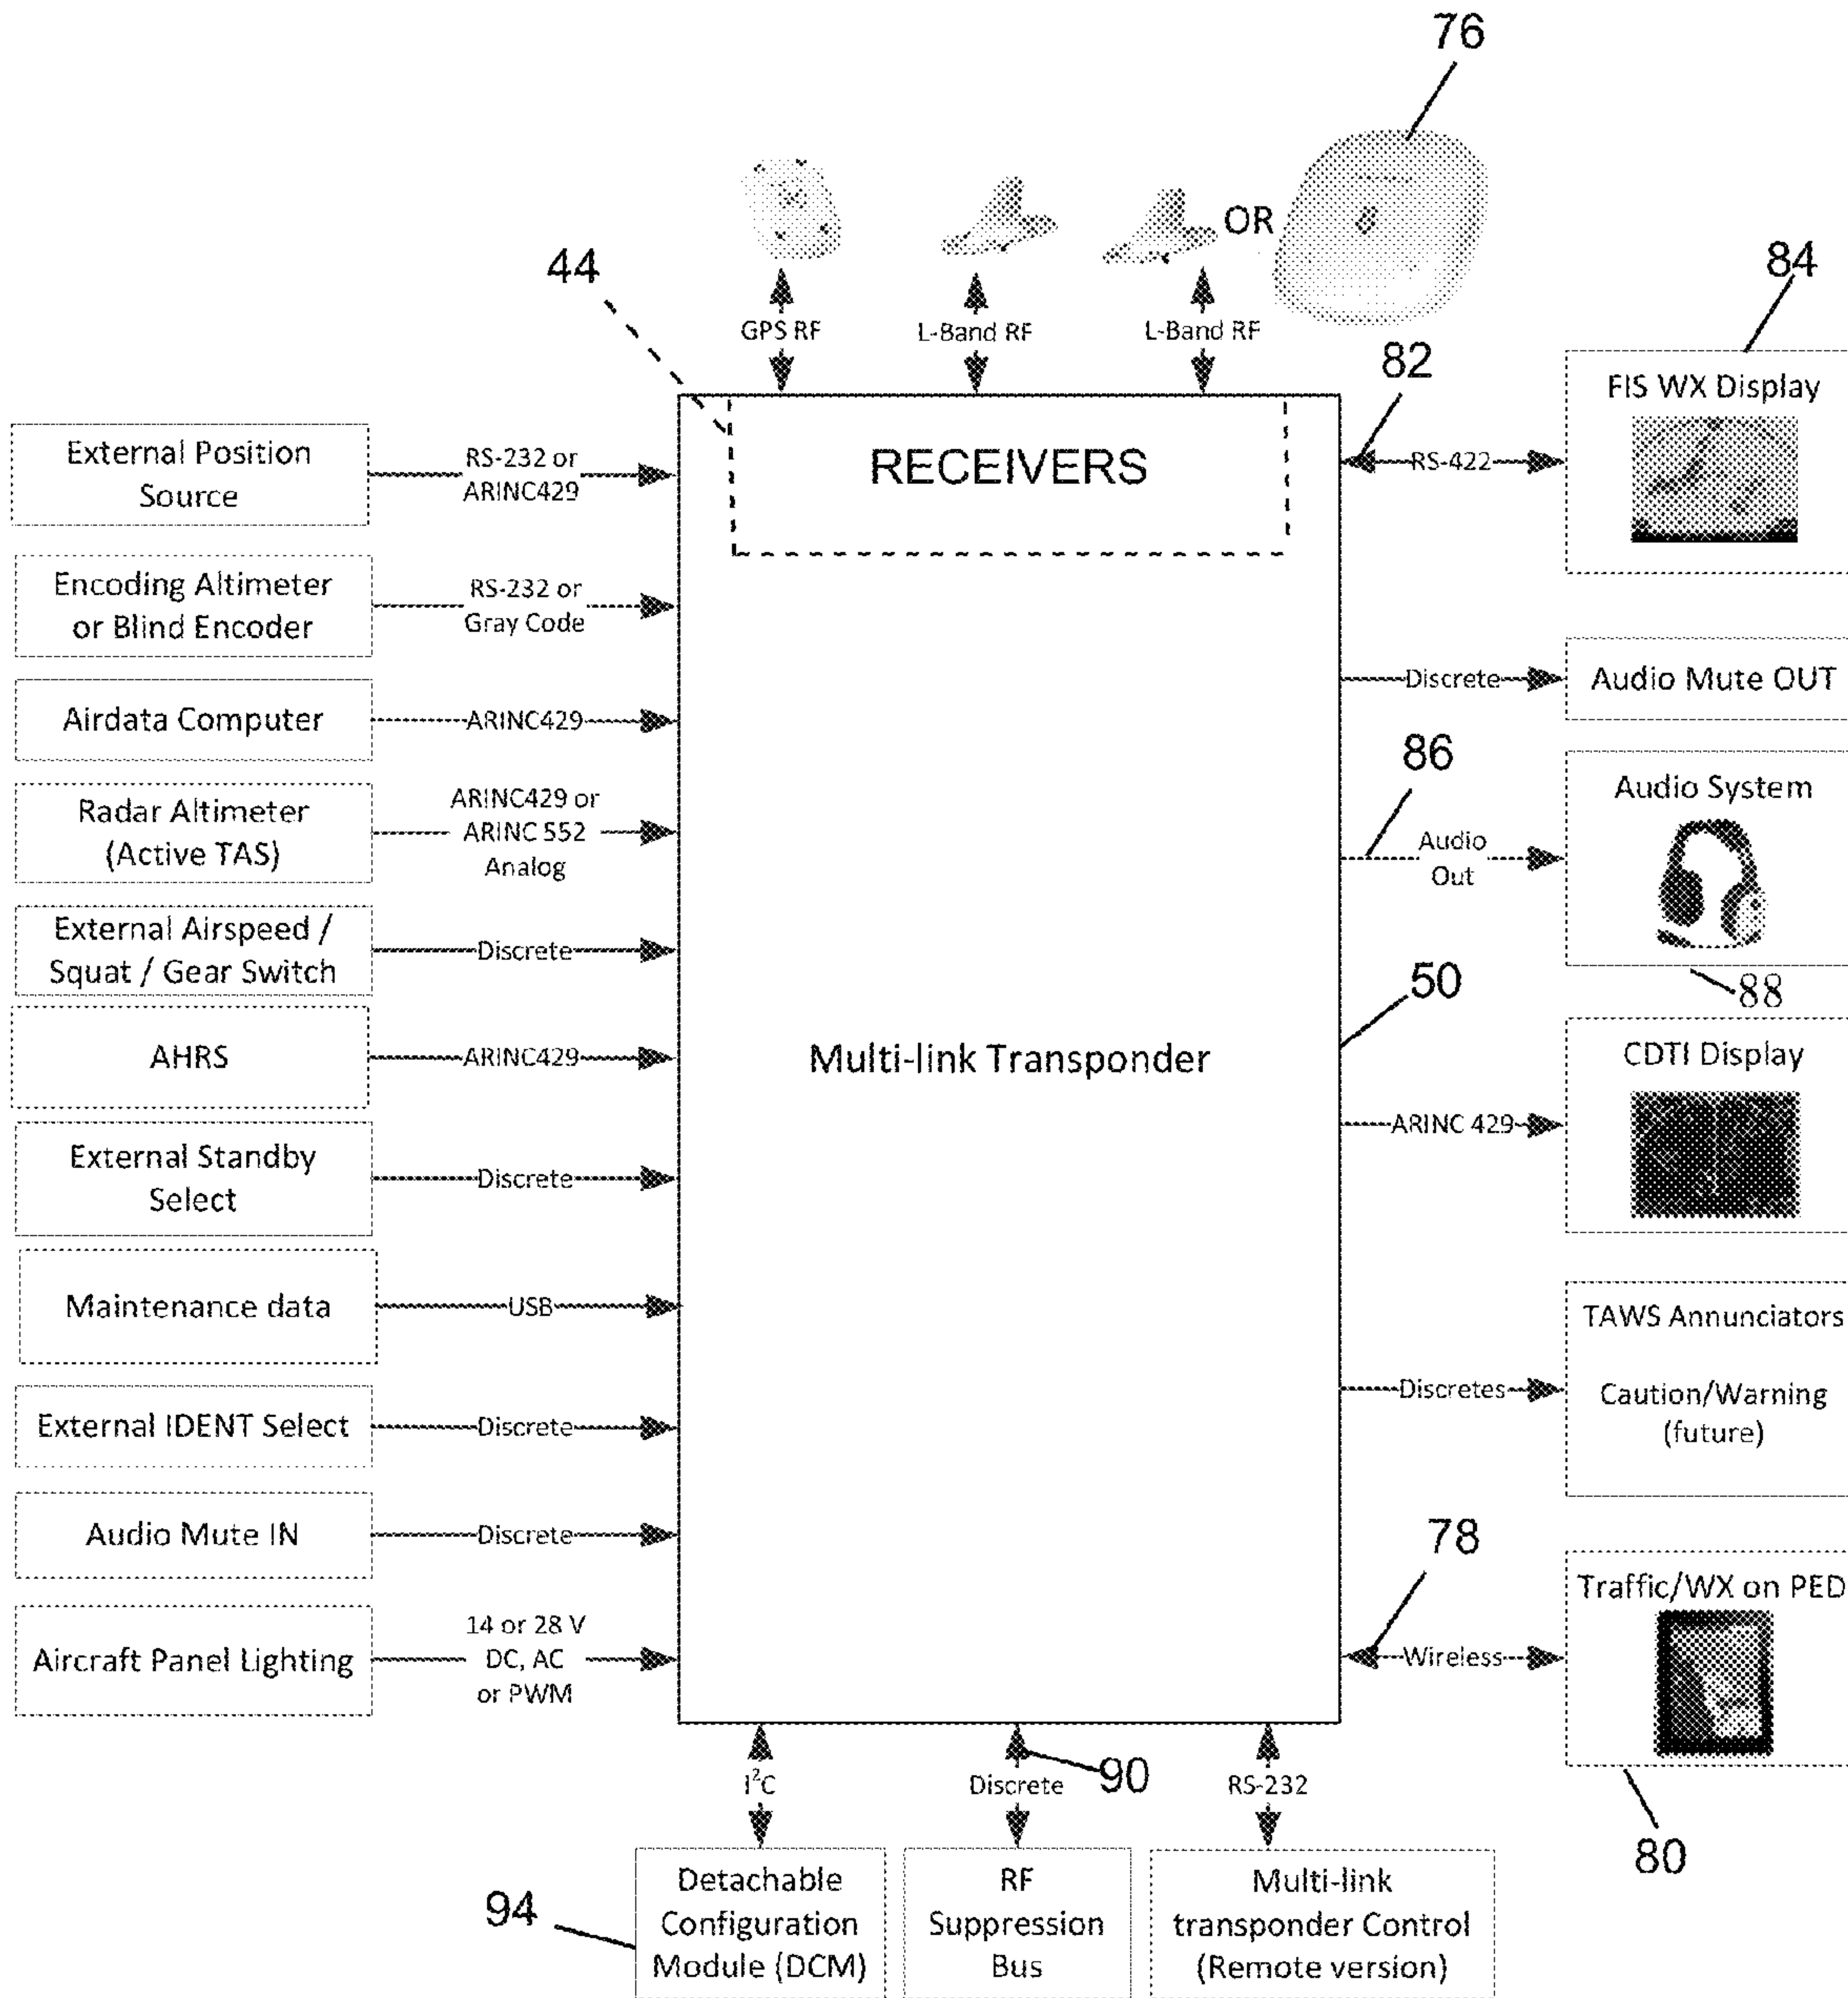 76
OR
44
84
GPS RF
L-Band RF
L-Band RF
82
FIS WX Display
RECEIVERS
RS-422
External Position
Source
RS-232 or
ARINC429
Encoding Altimeter
or Blind Encoder
RS-232 or
Gray Code
Discrete
Audio Mute OUT
Airdata Computer
ARINC429
86
Audio System
Radar Altimeter
(Active TAS)
ARINC429 or
ARINC 552
Analog
Audio
Out
External Airspeed /
Squat / Gear Switch
Discrete
50
88
AHRS
ARINC429
Multi-link Transponder
CDTI Display
ARINC 429
External Standby
Select
Discrete
Maintenance data
USB
TAWS Annunciators
Discretes
Caution/Warning
(future)
External IDENT Select
Discrete
Audio Mute IN
Discrete
78
Traffic/WX on PED
Aircraft Panel Lighting
14 or 28 V
DC, AC
or PWM
Wireless
I²C
Discrete
90
RS-232
80
94
Detachable
Configuration
Module (DCM)
RF
Suppression
Bus
Multi-link
transponder Control
(Remote version)